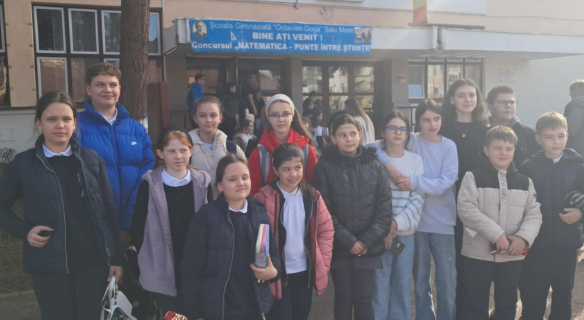 Școala Gimnazială "Octavian Goga" Satu Mare
BINE AȚI VENIT !
Concursul „MATEMATICA - PUNTE ÎNTRE ȘTIINȚE"